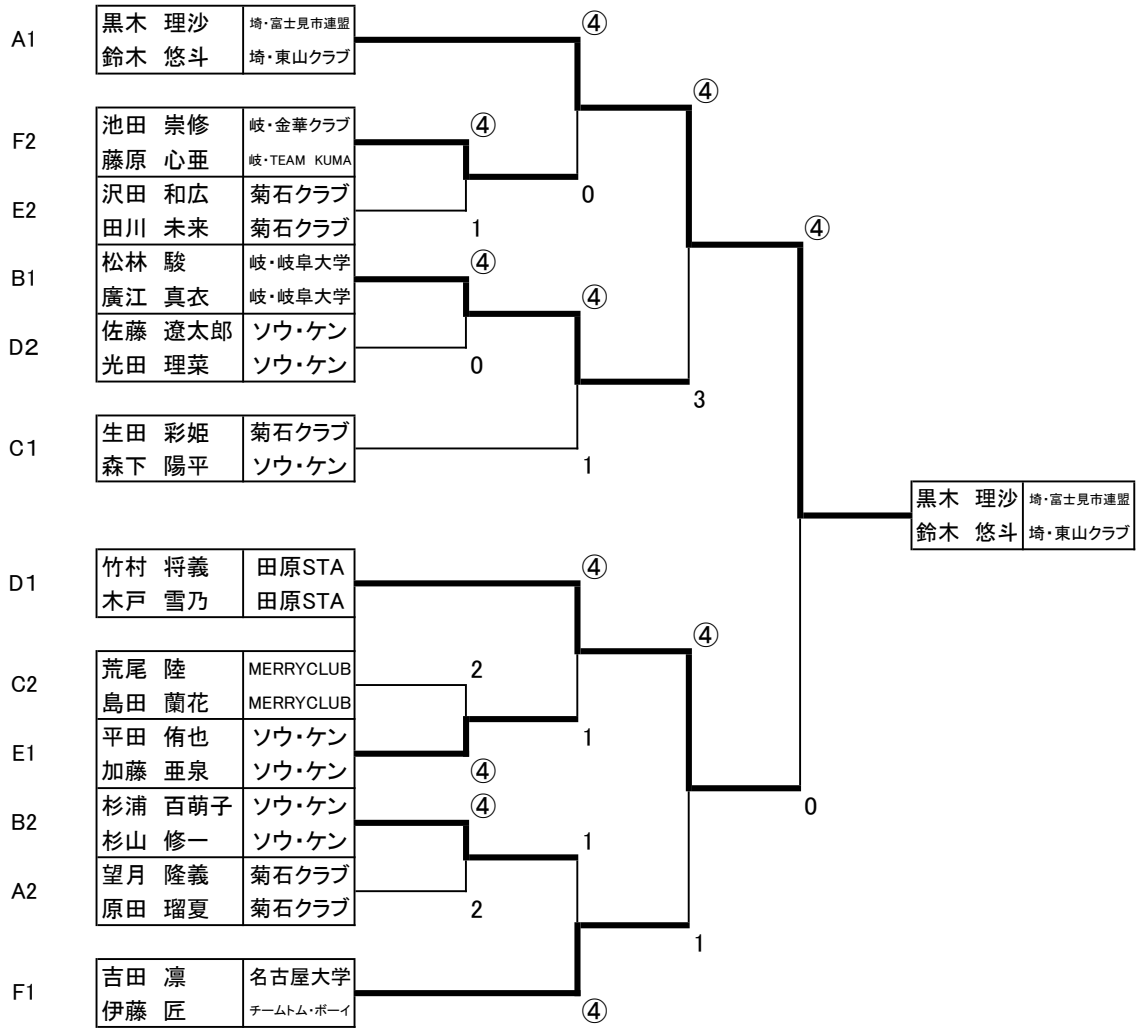 A1 黒木 理沙 埼・富士見市連盟
鈴木 悠斗 埼・東山クラブ
④
④
F2 池田 崇修 岐・金華クラブ
藤原 心亜 岐・TEAM KUMA
④
0
E2 沢田 和広 菊石クラブ
田川 未来 菊石クラブ
1
④
B1 松林 駿 岐・岐阜大学
廣江 真衣 岐・岐阜大学
④
④
D2 佐藤 遼太郎 ソウ・ケン
光田 理菜 ソウ・ケン
0
3
C1 生田 彩姫 菊石クラブ
森下 陽平 ソウ・ケン
1
黒木 理沙 埼・富士見市連盟
鈴木 悠斗 埼・東山クラブ
D1 竹村 将義 田原STA
木戸 雪乃 田原STA
④
④
C2 荒尾 陸 MERRYCLUB
島田 蘭花 MERRYCLUB
2
1
E1 平田 侑也 ソウ・ケン
加藤 亜泉 ソウ・ケン
④
0
B2 杉浦 百萌子 ソウ・ケン
杉山 修一 ソウ・ケン
④
1
A2 望月 隆義 菊石クラブ
原田 瑠夏 菊石クラブ
2
1
F1 吉田 凛 名古屋大学
伊藤 匠 チームトム・ボーイ
④